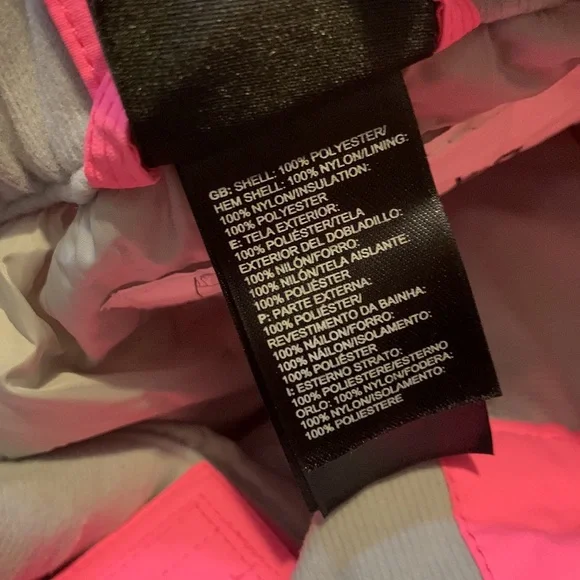 GB: SHELL: 100% POLYESTER/
HEM SHELL: 100% NYLON/LINING:
100% NYLON/INSULATION:
100% POLYESTER
E: TELA EXTERIOR:
100% POLIÉSTER/TELA
EXTERIOR DEL DOBLADILLO:
100% NILÓN/FORRO:
100% NILÓN/TELA AISLANTE:
100% POLIÉSTER
P: PARTE EXTERNA:
100% POLIÉSTER/
REVESTIMENTO DA BAINHA:
100% NÁILON/FORRO:
100% NÁILON/ISOLAMENTO:
100% POLIÉSTER
I: ESTERNO STRATO:
100% POLIESTERE/ESTERNO
ORLO: 100% NYLON/FODERA:
100% NYLON/ISOLAMENTO:
100% POLIESTERE